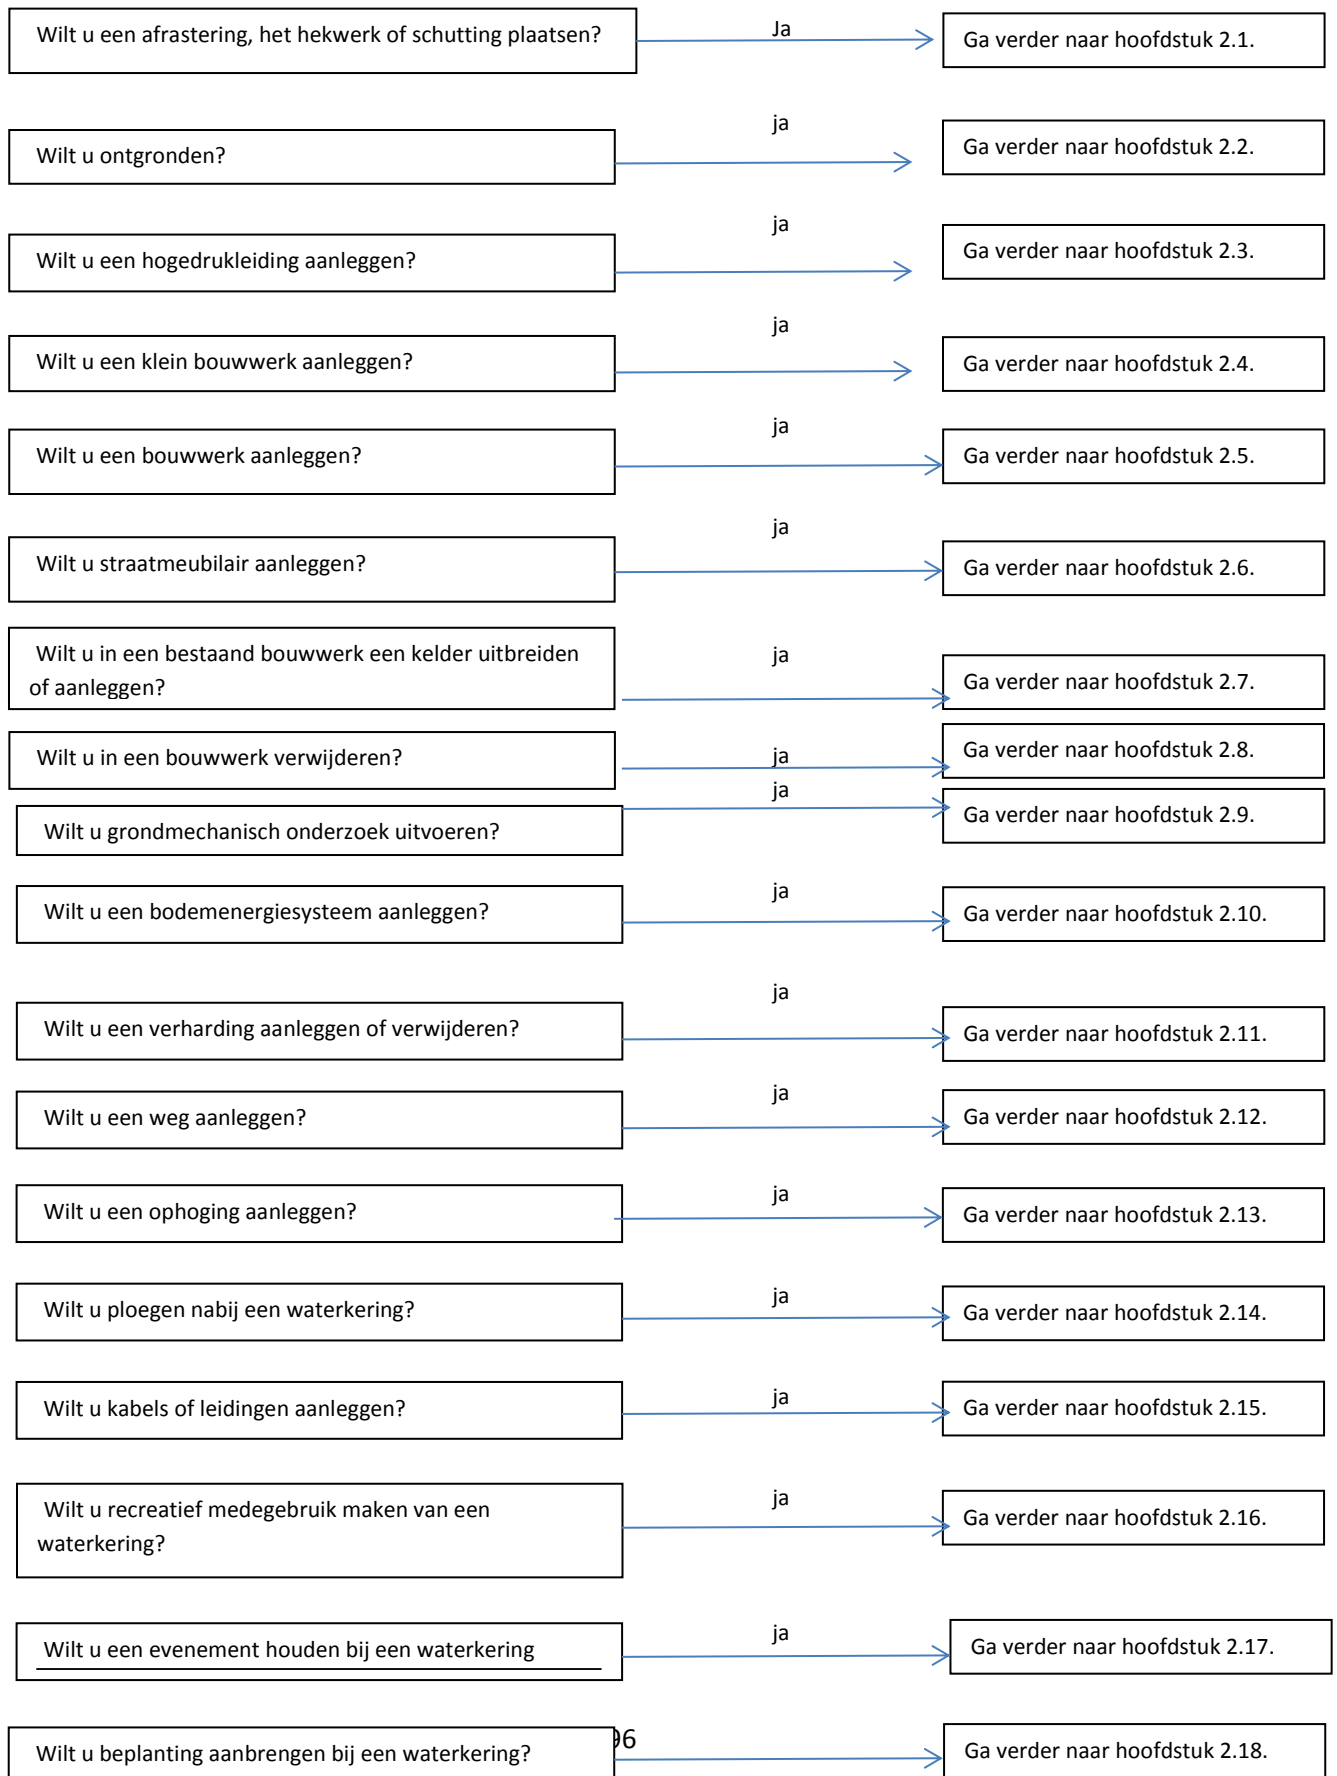 Wilt u een afrastering, het hekwerk of schutting plaatsen?
Ja
Ga verder naar hoofdstuk 2.1.
Wilt u ontgronden?
ja
Ga verder naar hoofdstuk 2.2.
Wilt u een hogedrukleiding aanleggen?
ja
Ga verder naar hoofdstuk 2.3.
Wilt u een klein bouwwerk aanleggen?
ja
Ga verder naar hoofdstuk 2.4.
Wilt u een bouwwerk aanleggen?
ja
Ga verder naar hoofdstuk 2.5.
Wilt u straatmeubilair aanleggen?
ja
Ga verder naar hoofdstuk 2.6.
Wilt u in een bestaand bouwwerk een kelder uitbreiden
of aanleggen?
ja
Ga verder naar hoofdstuk 2.7.
Wilt u in een bouwwerk verwijderen?
ja
Ga verder naar hoofdstuk 2.8.
Wilt u grondmechanisch onderzoek uitvoeren?
ja
Ga verder naar hoofdstuk 2.9.
Wilt u een bodemenergiesysteem aanleggen?
ja
Ga verder naar hoofdstuk 2.10.
Wilt u een verharding aanleggen of verwijderen?
ja
Ga verder naar hoofdstuk 2.11.
Wilt u een weg aanleggen?
ja
Ga verder naar hoofdstuk 2.12.
Wilt u een ophoging aanleggen?
ja
Ga verder naar hoofdstuk 2.13.
Wilt u ploegen nabij een waterkering?
ja
Ga verder naar hoofdstuk 2.14.
Wilt u kabels of leidingen aanleggen?
ja
Ga verder naar hoofdstuk 2.15.
Wilt u recreatief medegebruik maken van een
waterkering?
ja
Ga verder naar hoofdstuk 2.16.
Wilt u een evenement houden bij een waterkering
ja
Ga verder naar hoofdstuk 2.17.
Wilt u beplanting aanbrengen bij een waterkering?
Ga verder naar hoofdstuk 2.18.